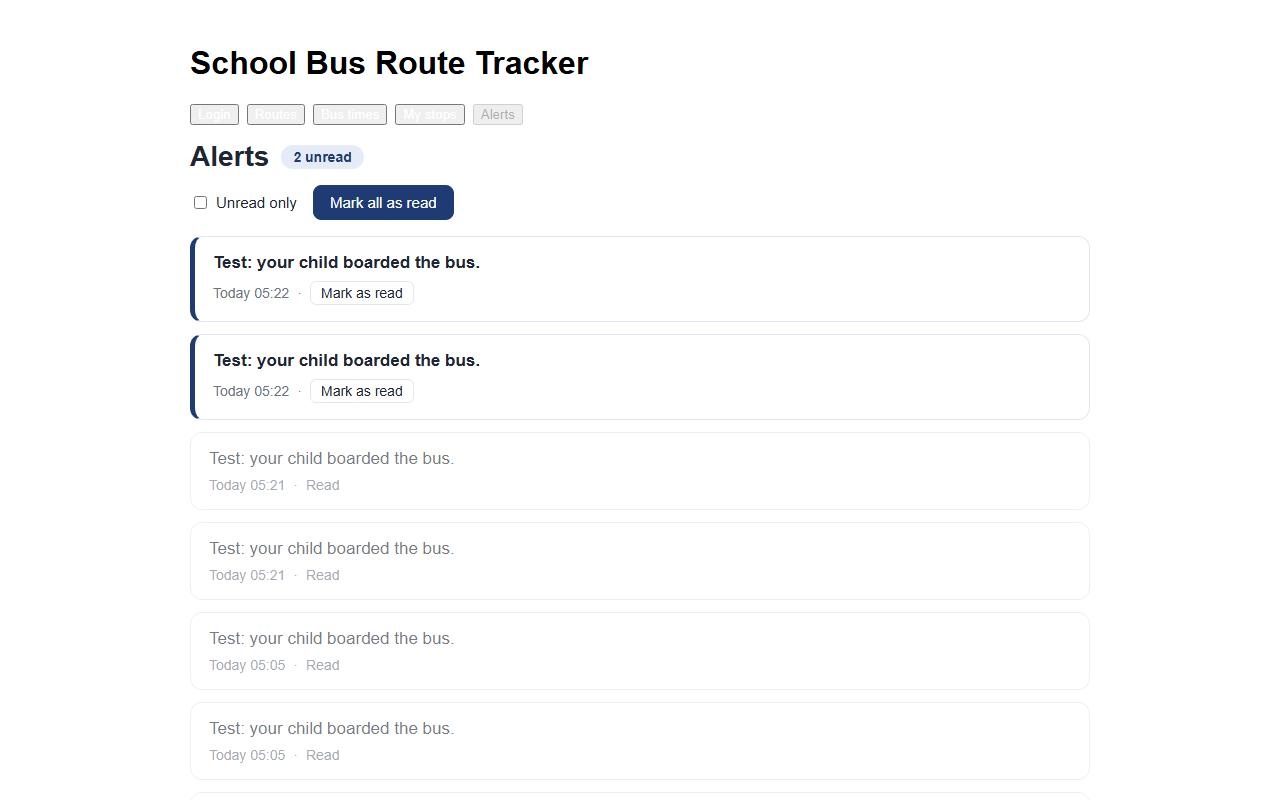 School Bus Route Tracker
Login Routes Bus times My stops Alerts
Alerts 2 unread
Unread only Mark all as read
Test: your child boarded the bus.
Today 05:22 · Mark as read
Test: your child boarded the bus.
Today 05:22 · Mark as read
Test: your child boarded the bus.
Today 05:21 · Read
Test: your child boarded the bus.
Today 05:21 · Read
Test: your child boarded the bus.
Today 05:05 · Read
Test: your child boarded the bus.
Today 05:05 · Read